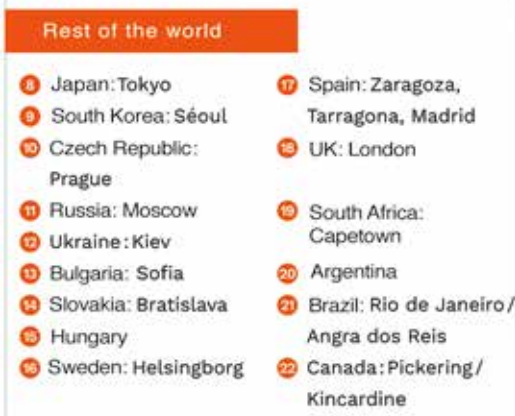 Rest of the world
8 Japan: Tokyo
9 South Korea: Séoul
10 Czech Republic:
Prague
11 Russia: Moscow
12 Ukraine: Kiev
13 Bulgaria: Sofia
14 Slovakia: Bratislava
15 Hungary
16 Sweden: Helsingborg
17 Spain: Zaragoza,
Tarragona, Madrid
18 UK: London
19 South Africa:
Capetown
20 Argentina
21 Brazil: Rio de Janeiro/
Angra dos Reis
22 Canada: Pickering/
Kincardine